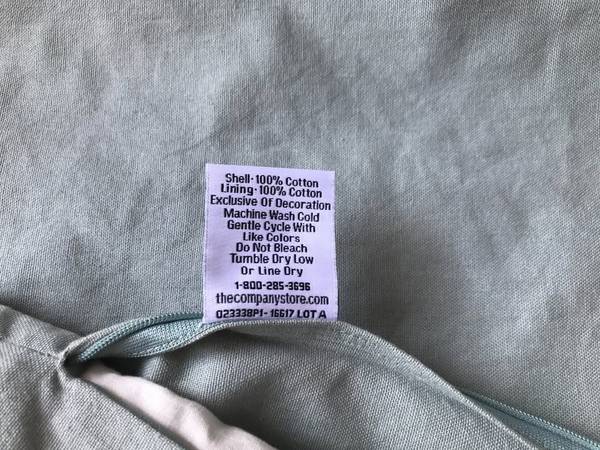 Shell·100% Cotton
Lining·100% Cotton
Exclusive Of Decoration
Machine Wash Cold
Gentle Cycle With
Like Colors
Do Not Bleach
Tumble Dry Low
Or Line Dry
1-800-285-3696
thecompanystore.com
023338P1-16617 LOT A